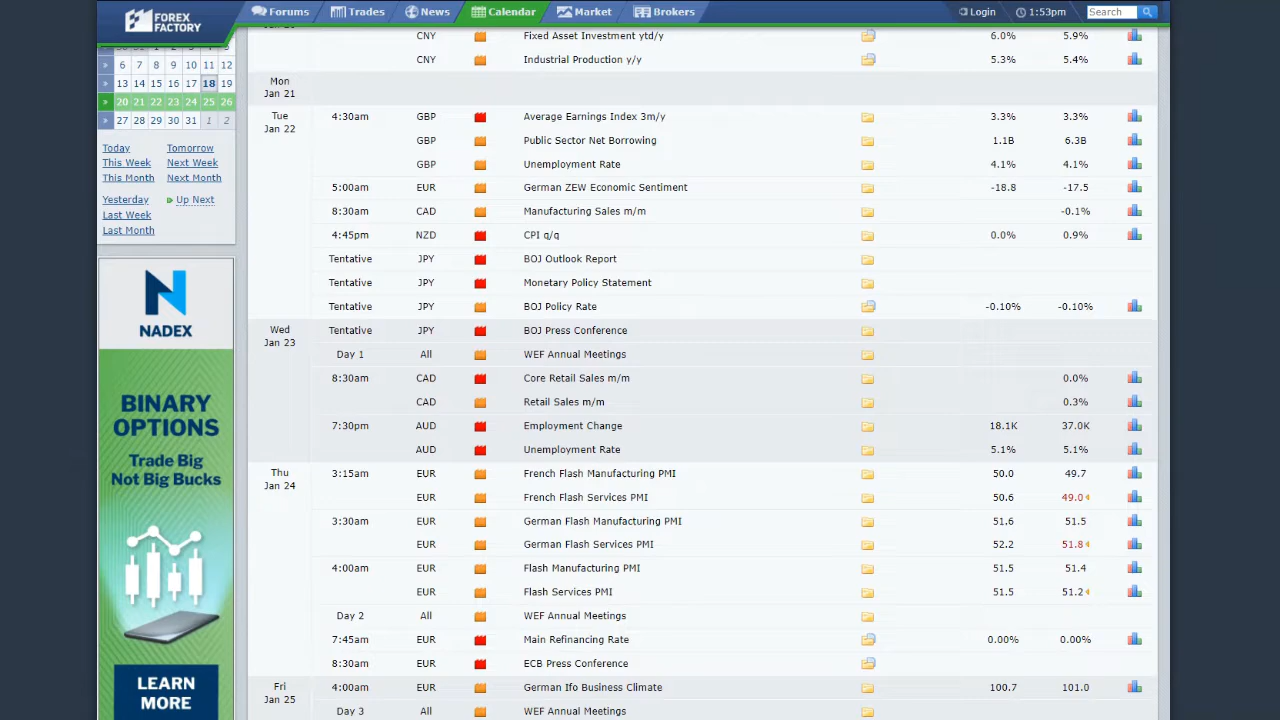 FOREX FACTORY
Forums Trades News Calendar Market Brokers Login 1:53pm Search
» 6 7 8 9 10 11 12
» 13 14 15 16 17 18 19
» 20 21 22 23 24 25 26
» 27 28 29 30 31 1 2
Today Tomorrow
This Week Next Week
This Month Next Month
Yesterday Up Next
Last Week
Last Month
NADEX
BINARY
OPTIONS
Trade Big
Not Big Bucks
LEARN
MORE
CNY Fixed Asset Investment ytd/y 6.0% 5.9%
CNY Industrial Production y/y 5.3% 5.4%
Mon
Jan 21
Tue
Jan 22
4:30am GBP Average Earnings Index 3m/y 3.3% 3.3%
GBP Public Sector Net Borrowing 1.1B 6.3B
GBP Unemployment Rate 4.1% 4.1%
5:00am EUR German ZEW Economic Sentiment -18.8 -17.5
8:30am CAD Manufacturing Sales m/m -0.1%
4:45pm NZD CPI q/q 0.0% 0.9%
Tentative JPY BOJ Outlook Report
Tentative JPY Monetary Policy Statement
Tentative JPY BOJ Policy Rate -0.10% -0.10%
Wed
Jan 23
Tentative JPY BOJ Press Conference
Day 1 All WEF Annual Meetings
8:30am CAD Core Retail Sales m/m 0.0%
CAD Retail Sales m/m 0.3%
7:30pm AUD Employment Change 18.1K 37.0K
AUD Unemployment Rate 5.1% 5.1%
Thu
Jan 24
3:15am EUR French Flash Manufacturing PMI 50.0 49.7
EUR French Flash Services PMI 50.6 49.0
3:30am EUR German Flash Manufacturing PMI 51.6 51.5
EUR German Flash Services PMI 52.2 51.8
4:00am EUR Flash Manufacturing PMI 51.5 51.4
EUR Flash Services PMI 51.5 51.2
Day 2 All WEF Annual Meetings
7:45am EUR Main Refinancing Rate 0.00% 0.00%
8:30am EUR ECB Press Conference
Fri
Jan 25
4:00am EUR German Ifo Business Climate 100.7 101.0
Day 3 All WEF Annual Meetings